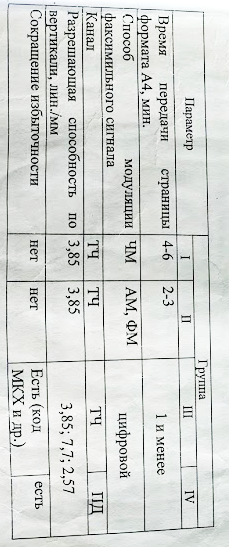 Параметр Группа
I II III IV
Время передачи страницы
формата А4, мин. 4-6 2-3 1 и менее
Способ модуляции
факсимильного сигнала ЧМ АМ, ФМ цифровой
Канал ТЧ ТЧ ТЧ ПД
Разрешающая способность по
вертикали, лин./мм 3,85 3,85 3,85; 7,7; 2,57
Сокращение избыточности нет нет Есть (код
МКХ и др.) есть